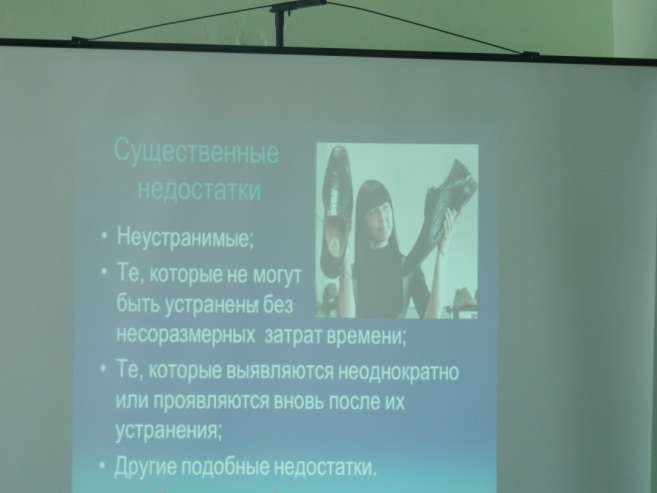 Существенные
недостатки
• Неустранимые;
• Те, которые не могут
быть устранены без
несоразмерных затрат времени;
• Те, которые выявляются неоднократно
или проявляются вновь после их
устранения;
• Другие подобные недостатки.